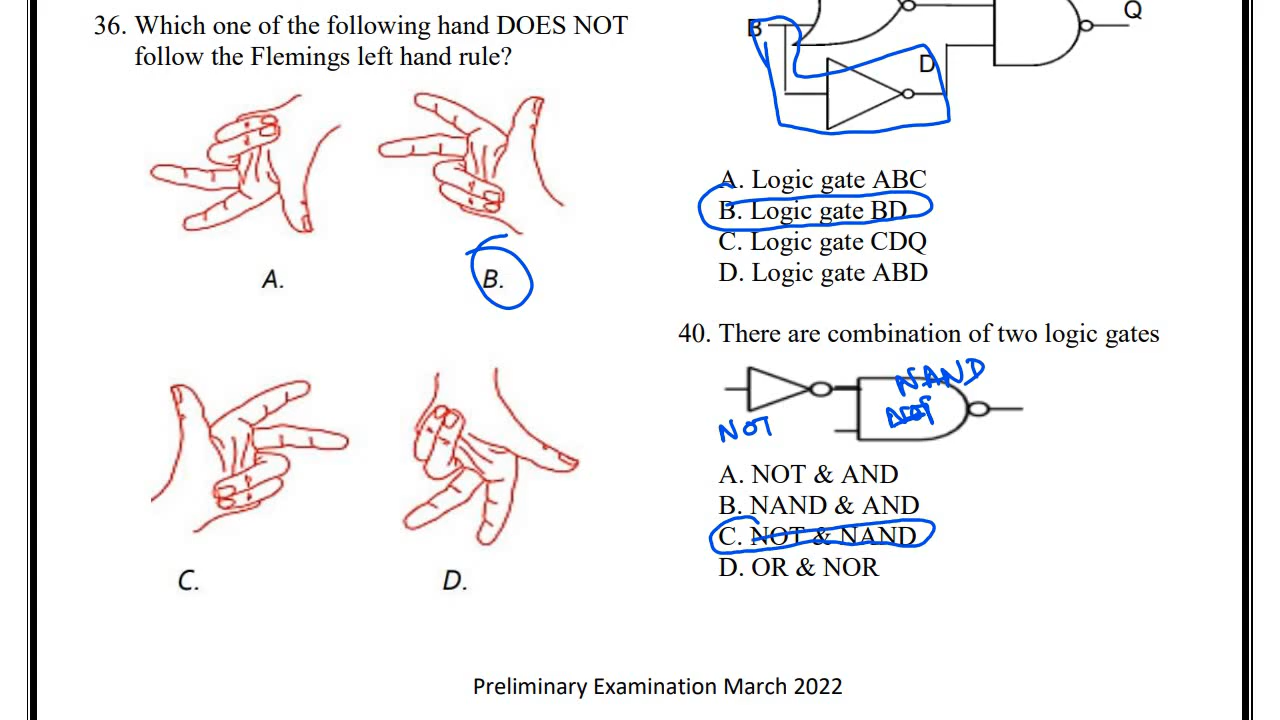 36. Which one of the following hand DOES NOT
follow the Flemings left hand rule?
A.
B.
C.
D.
Q
B
D
A. Logic gate ABC
B. Logic gate BD
C. Logic gate CDQ
D. Logic gate ABD
40. There are combination of two logic gates
NAND
NOT
A. NOT & AND
B. NAND & AND
C. NOT & NAND
D. OR & NOR
Preliminary Examination March 2022